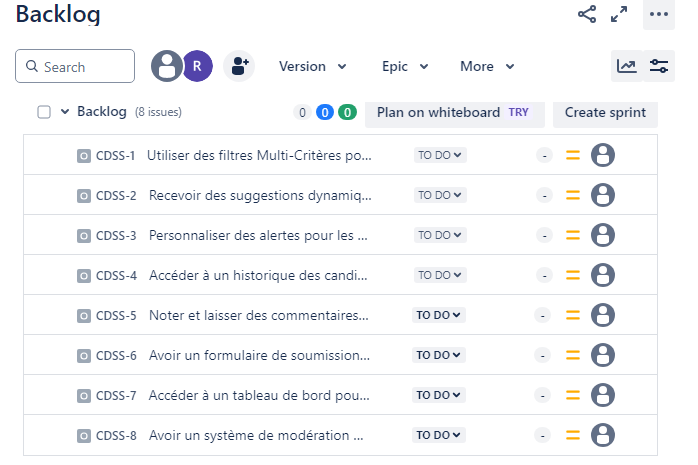 Backlog
Search R Version Epic More
Backlog (8 issues) 0 0 0 Plan on whiteboard TRY Create sprint
CDSS-1 Utiliser des filtres Multi-Critères po... TO DO -
CDSS-2 Recevoir des suggestions dynamiq... TO DO -
CDSS-3 Personnaliser des alertes pour les ... TO DO -
CDSS-4 Accéder à un historique des candi... TO DO -
CDSS-5 Noter et laisser des commentaires... TO DO -
CDSS-6 Avoir un formulaire de soumission... TO DO -
CDSS-7 Accéder à un tableau de bord pou... TO DO -
CDSS-8 Avoir un système de modération ... TO DO -